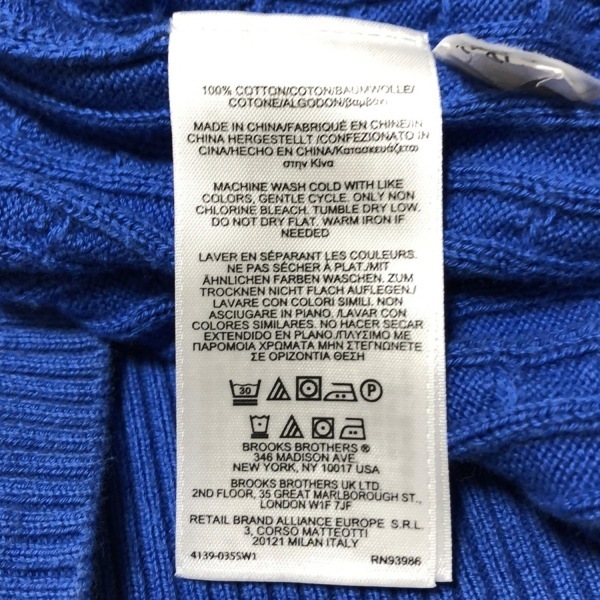 100% COTTON/COTON/BAUMWOLLE/
COTONE/ALGODON/βαμβάκι
MADE IN CHINA/FABRIQUÉ EN CHINE/IN
CHINA HERGESTELLT /CONFEZIONATO IN
CINA/HECHO EN CHINA/Κατασκευάζεται
στην Κίνα
MACHINE WASH COLD WITH LIKE
COLORS, GENTLE CYCLE. ONLY NON
CHLORINE BLEACH. TUMBLE DRY LOW.
DO NOT DRY FLAT. WARM IRON IF
NEEDED
LAVER EN SÉPARANT LES COULEURS.
NE PAS SÉCHER À PLAT./MIT
ÄHNLICHEN FARBEN WASCHEN. ZUM
TROCKNEN NICHT FLACH AUFLEGEN./
LAVARE CON COLORI SIMILI. NON
ASCIUGARE IN PIANO./LAVAR CON
COLORES SIMILARES. NO HACER SECAR
EXTENDIDO EN PLANO./ΠΛΥΣΙΜΟ ΜΕ
ΠΑΡΟΜΟΙΑ ΧΡΩΜΑΤΑ ΜΗΝ ΣΤΕΓΝΩΝΕΤΕ
ΣΕ ΟΡΙΖΟΝΤΙΑ ΘΕΣΗ
30 P
BROOKS BROTHERS ®
346 MADISON AVE.
NEW YORK, NY 10017 USA
BROOKS BROTHERS UK LTD.
2ND FLOOR, 35 GREAT MARLBOROUGH ST.,
LONDON W1F 7JF
RETAIL BRAND ALLIANCE EUROPE S.R.L.
3, CORSO MATTEOTTI
20121 MILAN ITALY
4139-035SW1 RN93986